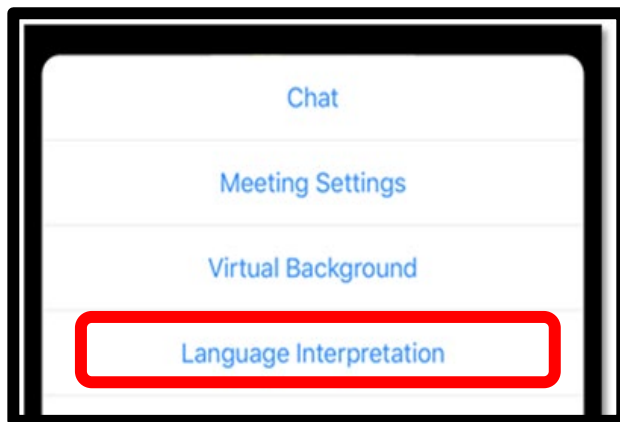 Chat
Meeting Settings
Virtual Background
Language Interpretation